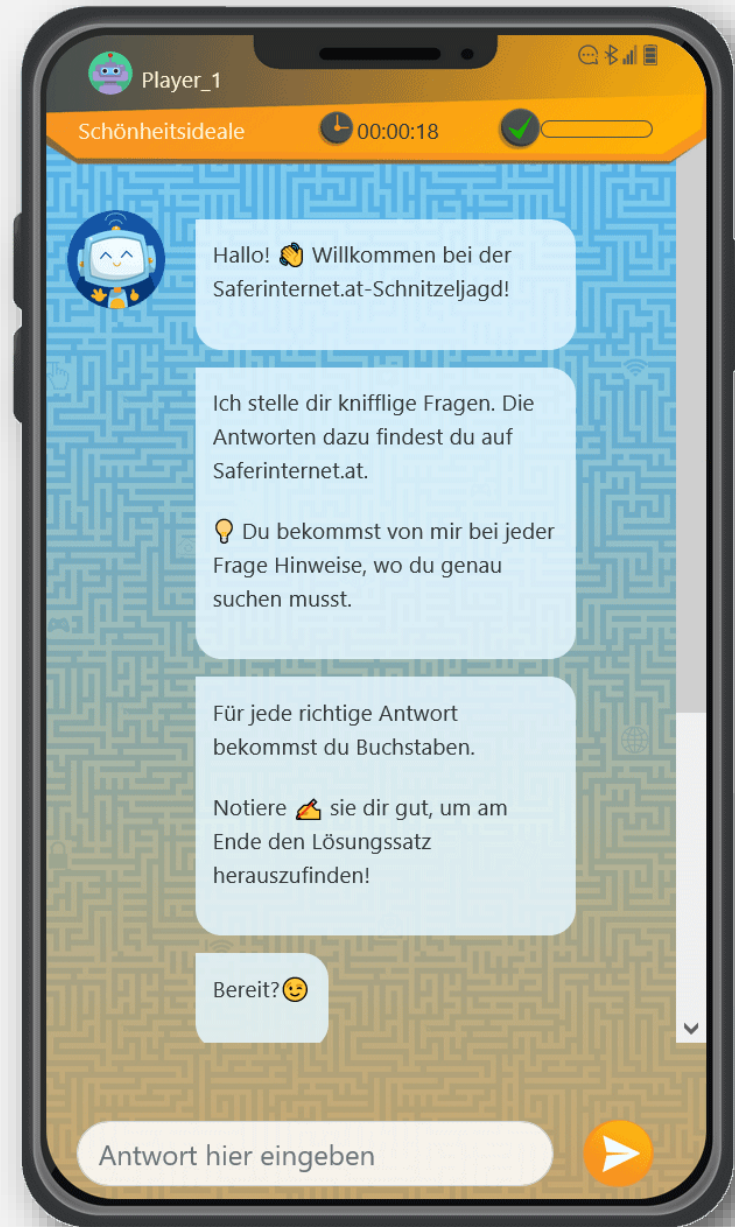 Player_1
Schönheitsideale
00:00:18
Hallo! 👋 Willkommen bei der
Saferinternet.at-Schnitzeljagd!
Ich stelle dir knifflige Fragen. Die
Antworten dazu findest du auf
Saferinternet.at.
💡 Du bekommst von mir bei jeder
Frage Hinweise, wo du genau
suchen musst.
Für jede richtige Antwort
bekommst du Buchstaben.
Notiere ✍️ sie dir gut, um am
Ende den Lösungssatz
herauszufinden!
Bereit?😉
Antwort hier eingeben